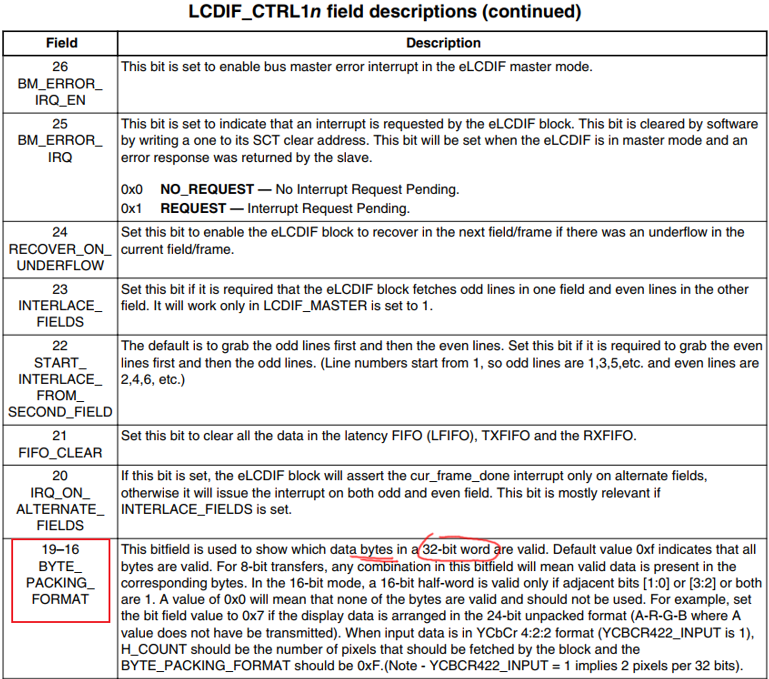 LCDIF_CTRL1n field descriptions (continued)
Field Description
26 This bit is set to enable bus master error interrupt in the eLCDIF master mode.
BM_ERROR_
IRQ_EN
25 This bit is set to indicate that an interrupt is requested by the eLCDIF block. This bit is cleared by software
BM_ERROR_ by writing a one to its SCT clear address. This bit will be set when the eLCDIF is in master mode and an
IRQ error response was returned by the slave.
0x0 NO_REQUEST — No Interrupt Request Pending.
0x1 REQUEST — Interrupt Request Pending.
24 Set this bit to enable the eLCDIF block to recover in the next field/frame if there was an underflow in the
RECOVER_ON_ current field/frame.
UNDERFLOW
23 Set this bit if it is required that the eLCDIF block fetches odd lines in one field and even lines in the other
INTERLACE_ field. It will work only in LCDIF_MASTER is set to 1.
FIELDS
22 The default is to grab the odd lines first and then the even lines. Set this bit if it is required to grab the even
START_ lines first and then the odd lines. (Line numbers start from 1, so odd lines are 1,3,5,etc. and even lines are
INTERLACE_ 2,4,6, etc.)
FROM_
SECOND_FIELD
21 Set this bit to clear all the data in the latency FIFO (LFIFO), TXFIFO and the RXFIFO.
FIFO_CLEAR
20 If this bit is set, the eLCDIF block will assert the cur_frame_done interrupt only on alternate fields,
IRQ_ON_ otherwise it will issue the interrupt on both odd and even field. This bit is mostly relevant if
ALTERNATE_ INTERLACE_FIELDS is set.
FIELDS
19–16 This bitfield is used to show which data bytes in a 32-bit word are valid. Default value 0xf indicates that all
BYTE_ bytes are valid. For 8-bit transfers, any combination in this bitfield will mean valid data is present in the
PACKING_ corresponding bytes. In the 16-bit mode, a 16-bit half-word is valid only if adjacent bits [1:0] or [3:2] or both
FORMAT are 1. A value of 0x0 will mean that none of the bytes are valid and should not be used. For example, set
the bit field value to 0x7 if the display data is arranged in the 24-bit unpacked format (A-R-G-B where A
value does not have be transmitted). When input data is in YCbCr 4:2:2 format (YCBCR422_INPUT is 1),
H_COUNT should be the number of pixels that should be fetched by the block and the
BYTE_PACKING_FORMAT should be 0xF.(Note - YCBCR422_INPUT = 1 implies 2 pixels per 32 bits).